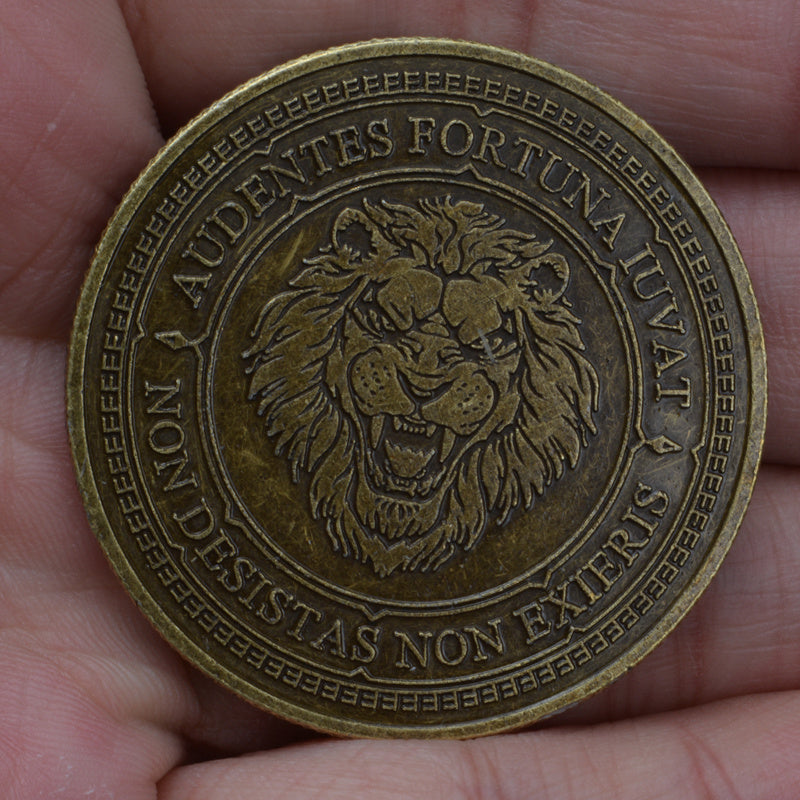 AUDENTES FORTUNA IUVAT
NON DESISTAS NON EXIERIS